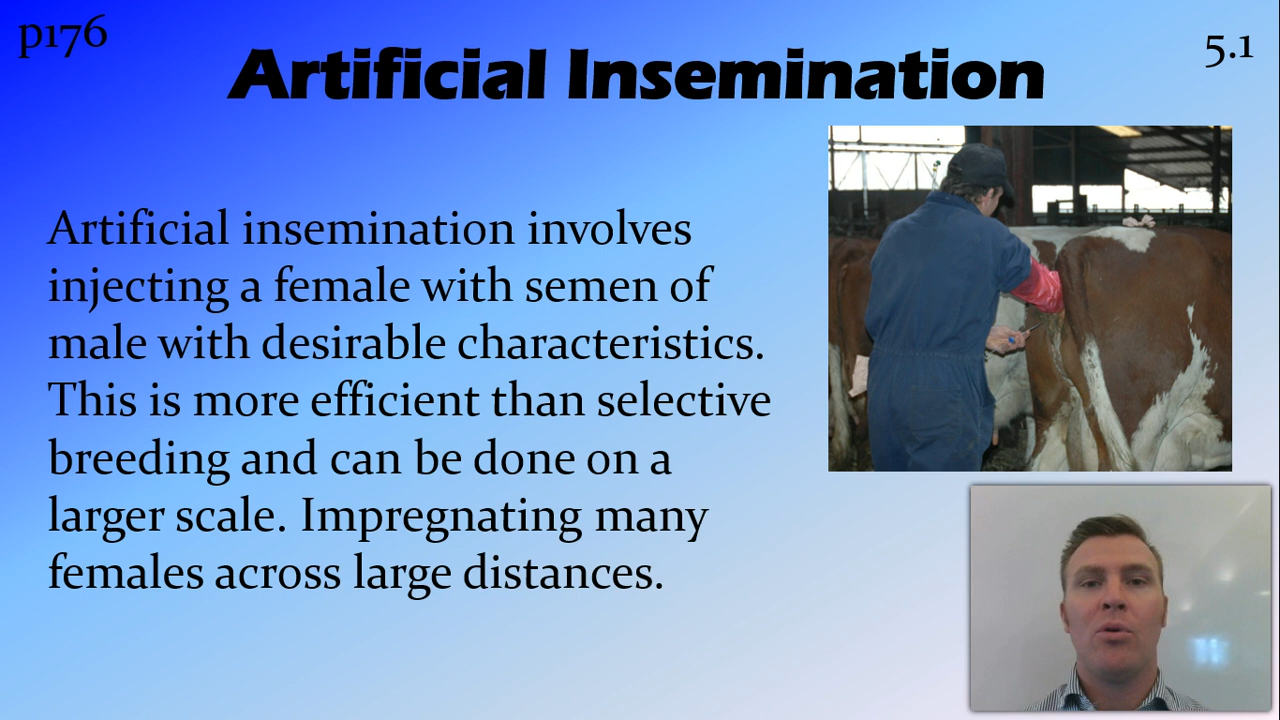 p176
5.1
Artificial Insemination
Artificial insemination involves
injecting a female with semen of
male with desirable characteristics.
This is more efficient than selective
breeding and can be done on a
larger scale. Impregnating many
females across large distances.